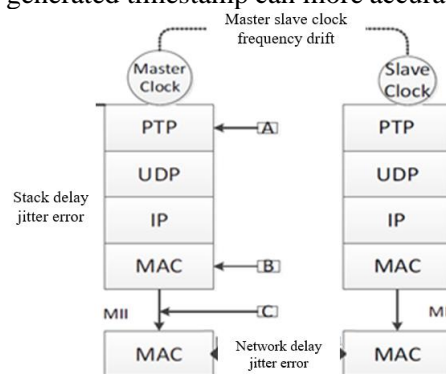 generated timestamp can more accura
Master slave clock
frequency drift
Master
Clock
Slave
Clock
PTP
A
PTP
UDP
UDP
Stack delay
jitter error
IP
IP
MAC
B
MAC
MII
C
MAC
Network delay
jitter error
MAC